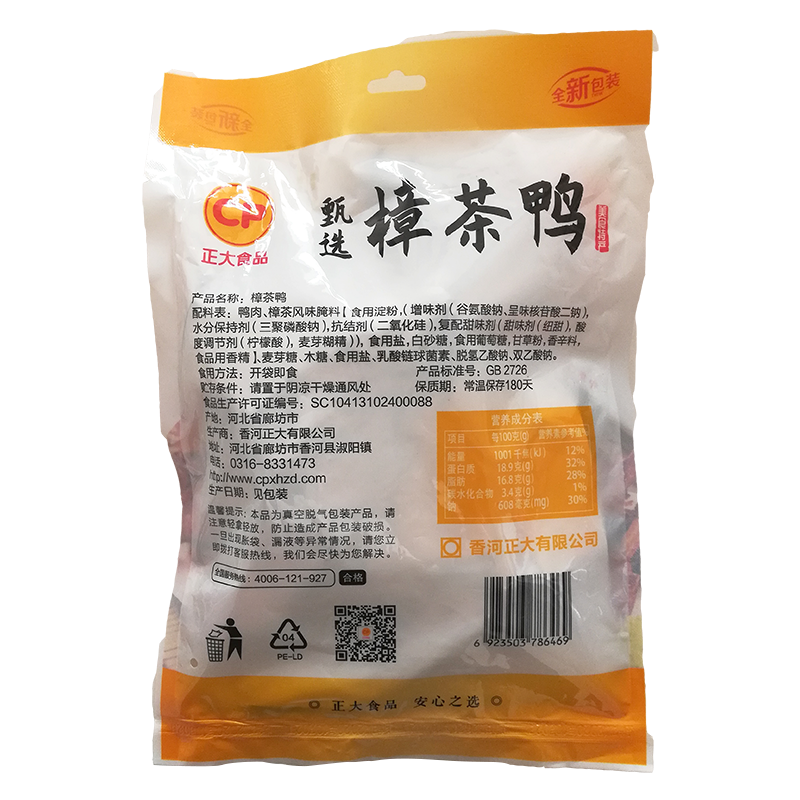 全新包装
全新包装
CP
正大食品
甄选
樟茶鸭
产品名称：樟茶鸭
配料表：鸭肉、樟茶风味腌料【食用淀粉，（增味剂（谷氨酸钠，呈味核苷酸二钠），
水分保持剂（三聚磷酸钠），抗结剂（二氧化硅），复配甜味剂（甜味剂（纽甜），酸
度调节剂（柠檬酸），麦芽糊精）），食用盐，白砂糖，食用葡萄糖，甘草粉，香辛料，
食品用香精】、麦芽糖、木糖、食用盐、乳酸链球菌素、脱氢乙酸钠、双乙酸钠。
食用方法：开袋即食 产品标准号：GB 2726
贮存条件：请置于阴凉干燥通风处 保质期：常温保存180天
食品生产许可证编号：SC10413102400088
产地：河北省廊坊市
生产商：香河正大有限公司
地址：河北省廊坊市香河县淑阳镇
电话：0316-8331473
http://www.cpxhzd.com
生产日期：见包装
温馨提示：本品为真空脱气包装产品，请
注意轻拿轻放，防止造成产品包装破损。
一旦出现胀袋、漏液等异常情况，请您立
即拨打客服热线，我们会尽快为您解决。
全国服务热线：4006-121-927 合格
营养成分表
项目 每100克(g) 营养素参考值%
能量 1001千焦(kJ) 12%
蛋白质 18.9克(g) 32%
脂肪 16.8克(g) 28%
碳水化合物 3.4克(g) 1%
钠 608毫克(mg) 30%
香河正大有限公司
04
PE-LD
6 923503 786469
正大食品 安心之选